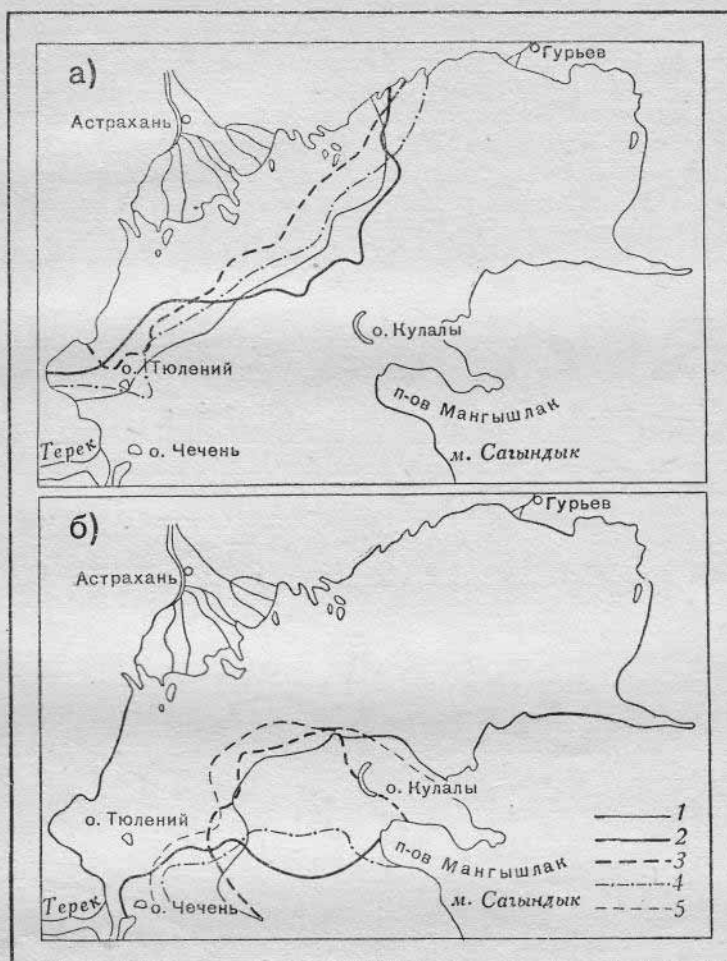 а)
Гурьев
Астрахань
о. Кулалы
о. Тюлений
п-ов Мангышлак
Терек
о. Чечень
м. Сагындык
б)
Гурьев
Астрахань
о. Кулалы
о. Тюлений
1
2
п-ов Мангышлак
3
4
Терек
о. Чечень
м. Сагындык
5